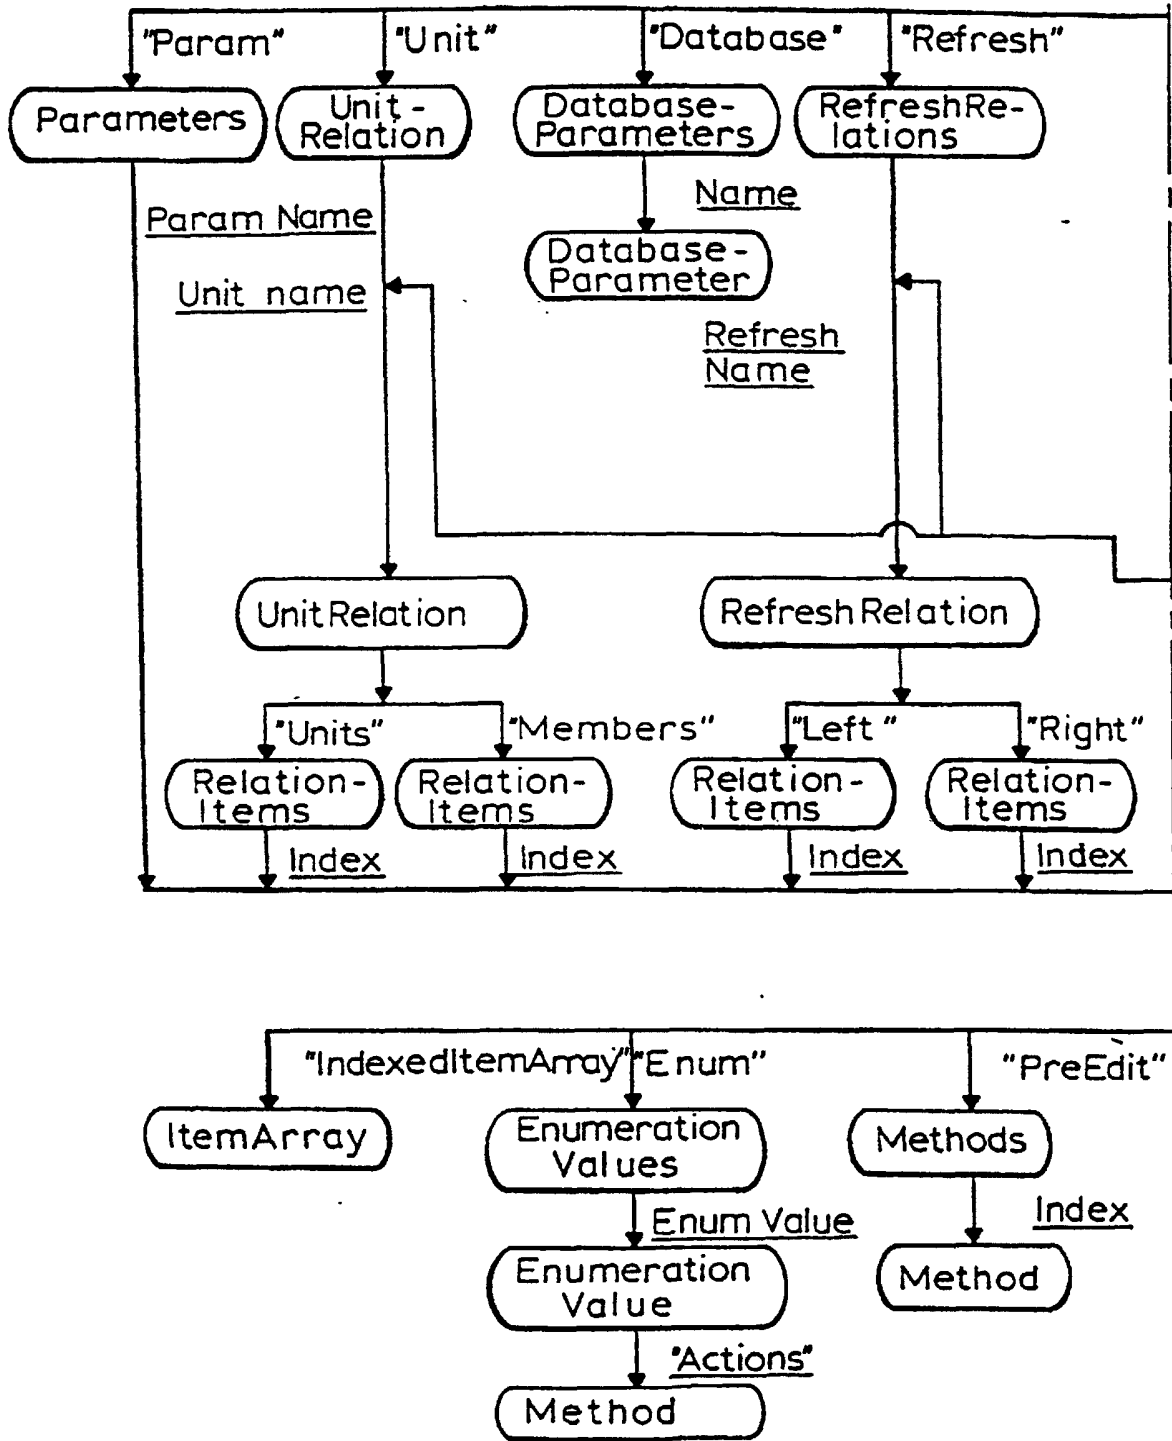 "Param"
"Unit"
"Database"
"Refresh"
Parameters
Unit-
Relation
Database-
Parameters
RefreshRe-
lations
Param Name
Name
Database-
Parameter
Unit name
Refresh
Name
UnitRelation
RefreshRelation
"Units"
"Members"
"Left"
"Right"
Relation-
Items
Relation-
Items
Relation-
Items
Relation-
Items
Index
Index
Index
Index
"IndexedItemArray"
"Enum"
"PreEdit"
ItemArray
Enumeration
Values
Methods
Enum Value
Index
Enumeration
Value
Method
"Actions"
Method